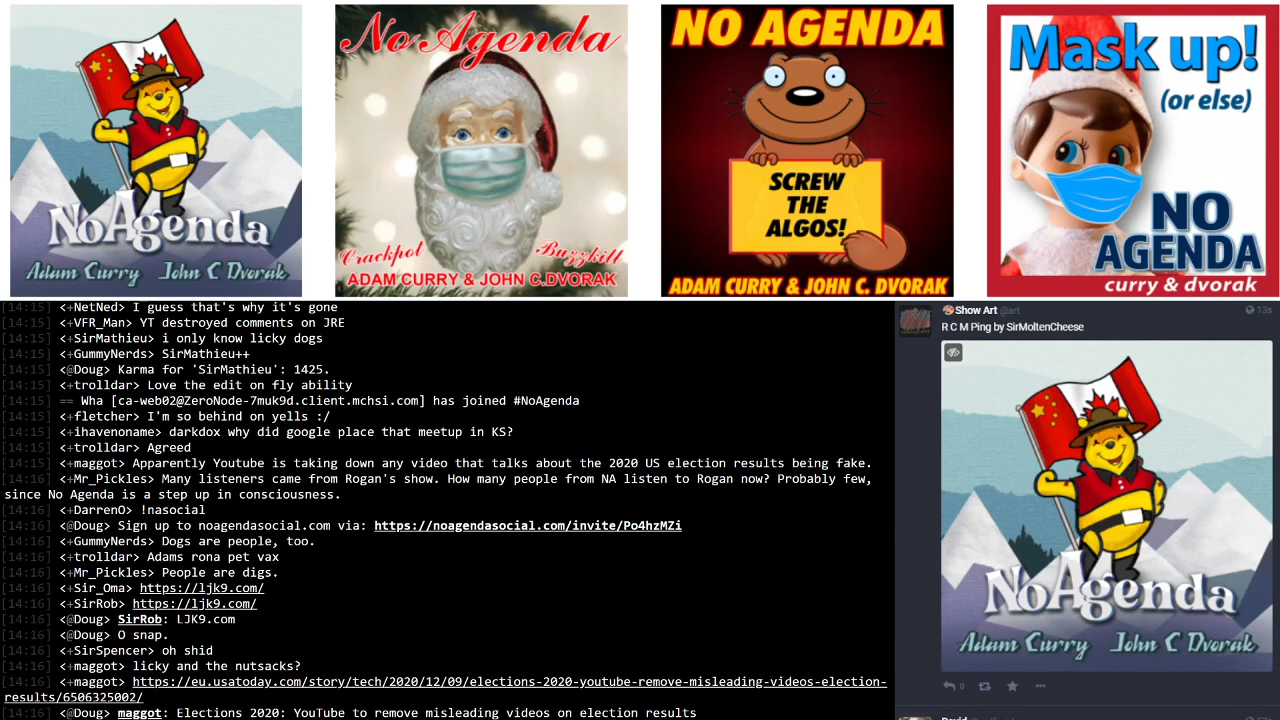 NoAgenda
Adam Curry John C Dvorak
No Agenda
Crackpot Buzzkill
ADAM CURRY & JOHN C.DVORAK
NO AGENDA
SCREW
THE
ALGOS!
ADAM CURRY & JOHN C. DVORAK
Mask up!
(or else)
NO
AGENDA
curry & dvorak
[14:15] <+NetNed> I guess that's why it's gone
[14:15] <+VFR_Man> YT destroyed comments on JRE
[14:15] <+SirMathieu> i only know licky dogs
[14:15] <+GummyNerds> SirMathieu++
[14:15] <@Doug> Karma for 'SirMathieu': 1425.
[14:15] <+trolldar> Love the edit on fly ability
[14:15] == Wha [ca-web02@ZeroNode-7muk9d.client.mchsi.com] has joined #NoAgenda
[14:15] <+fletcher> I'm so behind on yells :/
[14:15] <+ihavenoname> darkdox why did google place that meetup in KS?
[14:15] <+trolldar> Agreed
[14:15] <+maggot> Apparently Youtube is taking down any video that talks about the 2020 US election results being fake.
[14:15] <+Mr_Pickles> Many listeners came from Rogan's show. How many people from NA listen to Rogan now? Probably few,
since No Agenda is a step up in consciousness.
[14:16] <+DarrenO> !nasocial
[14:16] <@Doug> Sign up to noagendasocial.com via: https://noagendasocial.com/invite/Po4hzMZi
[14:16] <+GummyNerds> Dogs are people, too.
[14:16] <+trolldar> Adams rona pet vax
[14:16] <+Mr_Pickles> People are digs.
[14:16] <+Sir_Oma> https://ljk9.com/
[14:16] <+SirRob> https://ljk9.com/
[14:16] <@Doug> SirRob: LJK9.com
[14:16] <@Doug> O snap.
[14:16] <+SirSpencer> oh shid
[14:16] <+maggot> licky and the nutsacks?
[14:16] <+maggot> https://eu.usatoday.com/story/tech/2020/12/09/elections-2020-youtube-remove-misleading-videos-election-
results/6506325002/
[14:16] <@Doug> maggot: Elections 2020: YouTube to remove misleading videos on election results
Show Art @art 13s
R C M Ping by SirMoltenCheese
NoAgenda
Adam Curry John C Dvorak
0